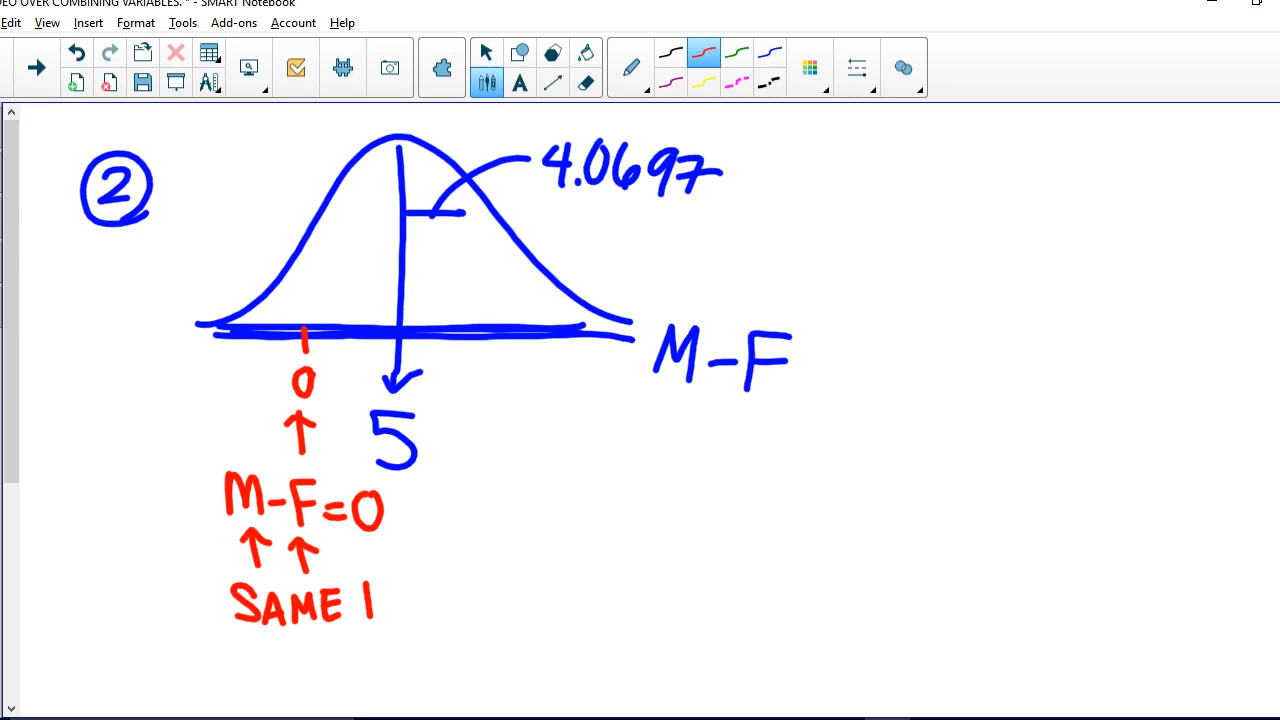 EO OVER COMBINING VARIABLES. * - SMART Notebook
Edit View Insert Format Tools Add-ons Account Help
2
4.0697
M-F
0
5
M-F=0
SAME